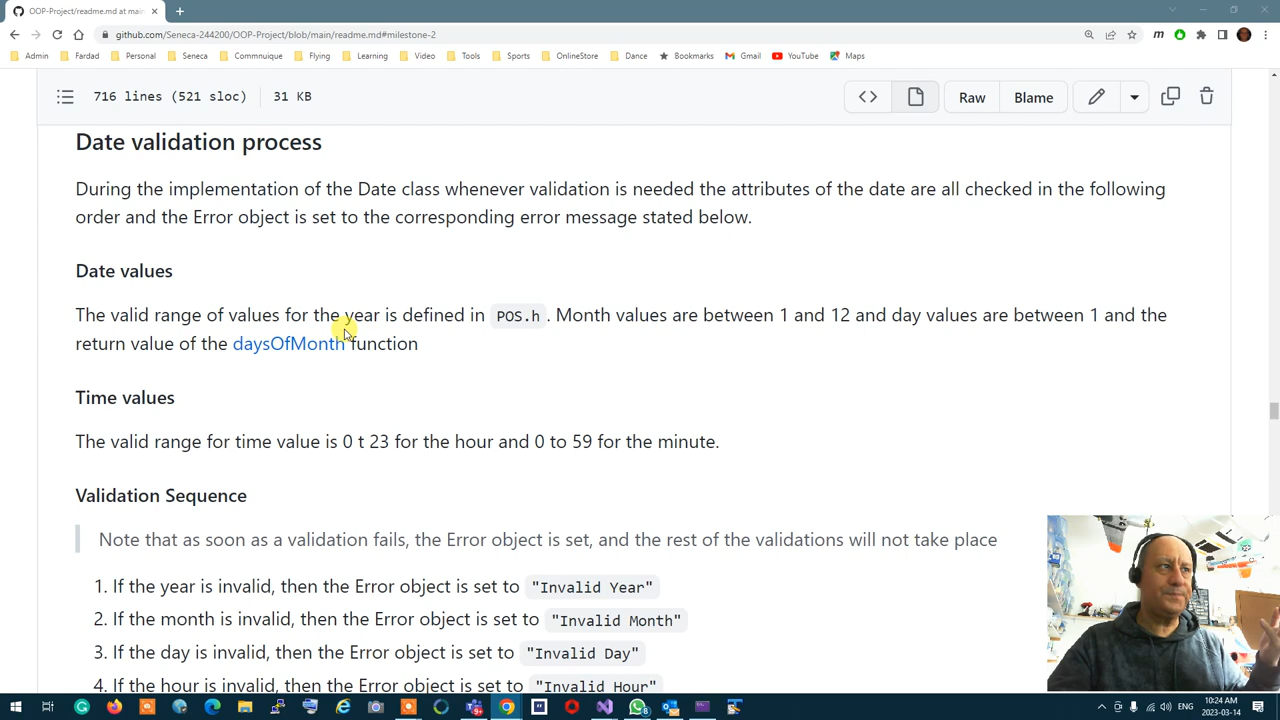 OOP-Project/readme.md at main
github.com/Seneca-244200/OOP-Project/blob/main/readme.md#milestone-2
Admin Fardad Personal Seneca Commnuique Flying Learning Video Tools Sports OnlineStore Dance Bookmarks Gmail YouTube Maps
716 lines (521 sloc) 31 KB Raw Blame
Date validation process
During the implementation of the Date class whenever validation is needed the attributes of the date are all checked in the following
order and the Error object is set to the corresponding error message stated below.
Date values
The valid range of values for the year is defined in POS.h. Month values are between 1 and 12 and day values are between 1 and the
return value of the daysOfMonth function
Time values
The valid range for time value is 0 t 23 for the hour and 0 to 59 for the minute.
Validation Sequence
Note that as soon as a validation fails, the Error object is set, and the rest of the validations will not take place
1. If the year is invalid, then the Error object is set to "Invalid Year"
2. If the month is invalid, then the Error object is set to "Invalid Month"
3. If the day is invalid, then the Error object is set to "Invalid Day"
4. If the hour is invalid, then the Error object is set to "Invalid Hour"
ENG
10:24 AM
2023-03-14